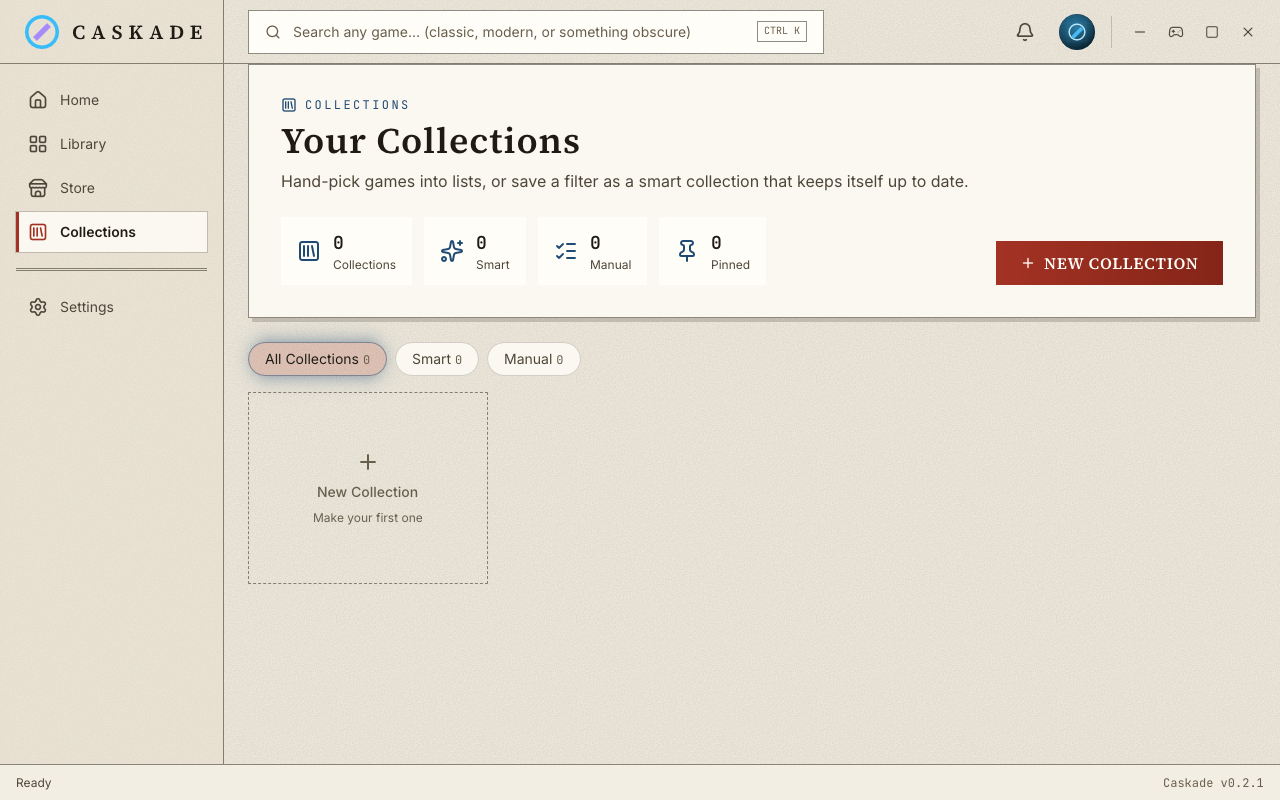 CASKADE
Search any game... (classic, modern, or something obscure)
CTRL K
Home
Library
Store
Collections
Settings
COLLECTIONS
Your Collections
Hand-pick games into lists, or save a filter as a smart collection that keeps itself up to date.
0
Collections
0
Smart
0
Manual
0
Pinned
NEW COLLECTION
All Collections 0
Smart 0
Manual 0
New Collection
Make your first one
Ready
Caskade v0.2.1